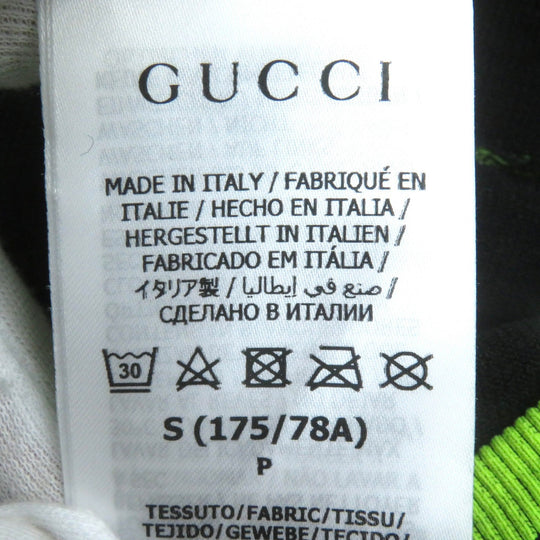 GUCCI
MADE IN ITALY / FABRIQUÉ EN
ITALIE / HECHO EN ITALIA /
HERGESTELLT IN ITALIEN /
FABRICADO EM ITÁLIA /
イタリア製 / صنع في إيطاليا /
СДЕЛАНО В ИТАЛИИ
30
S (175/78A)
P
TESSUTO/FABRIC/TISSU/
TEJIDO/GEWEBE/TECIDO/